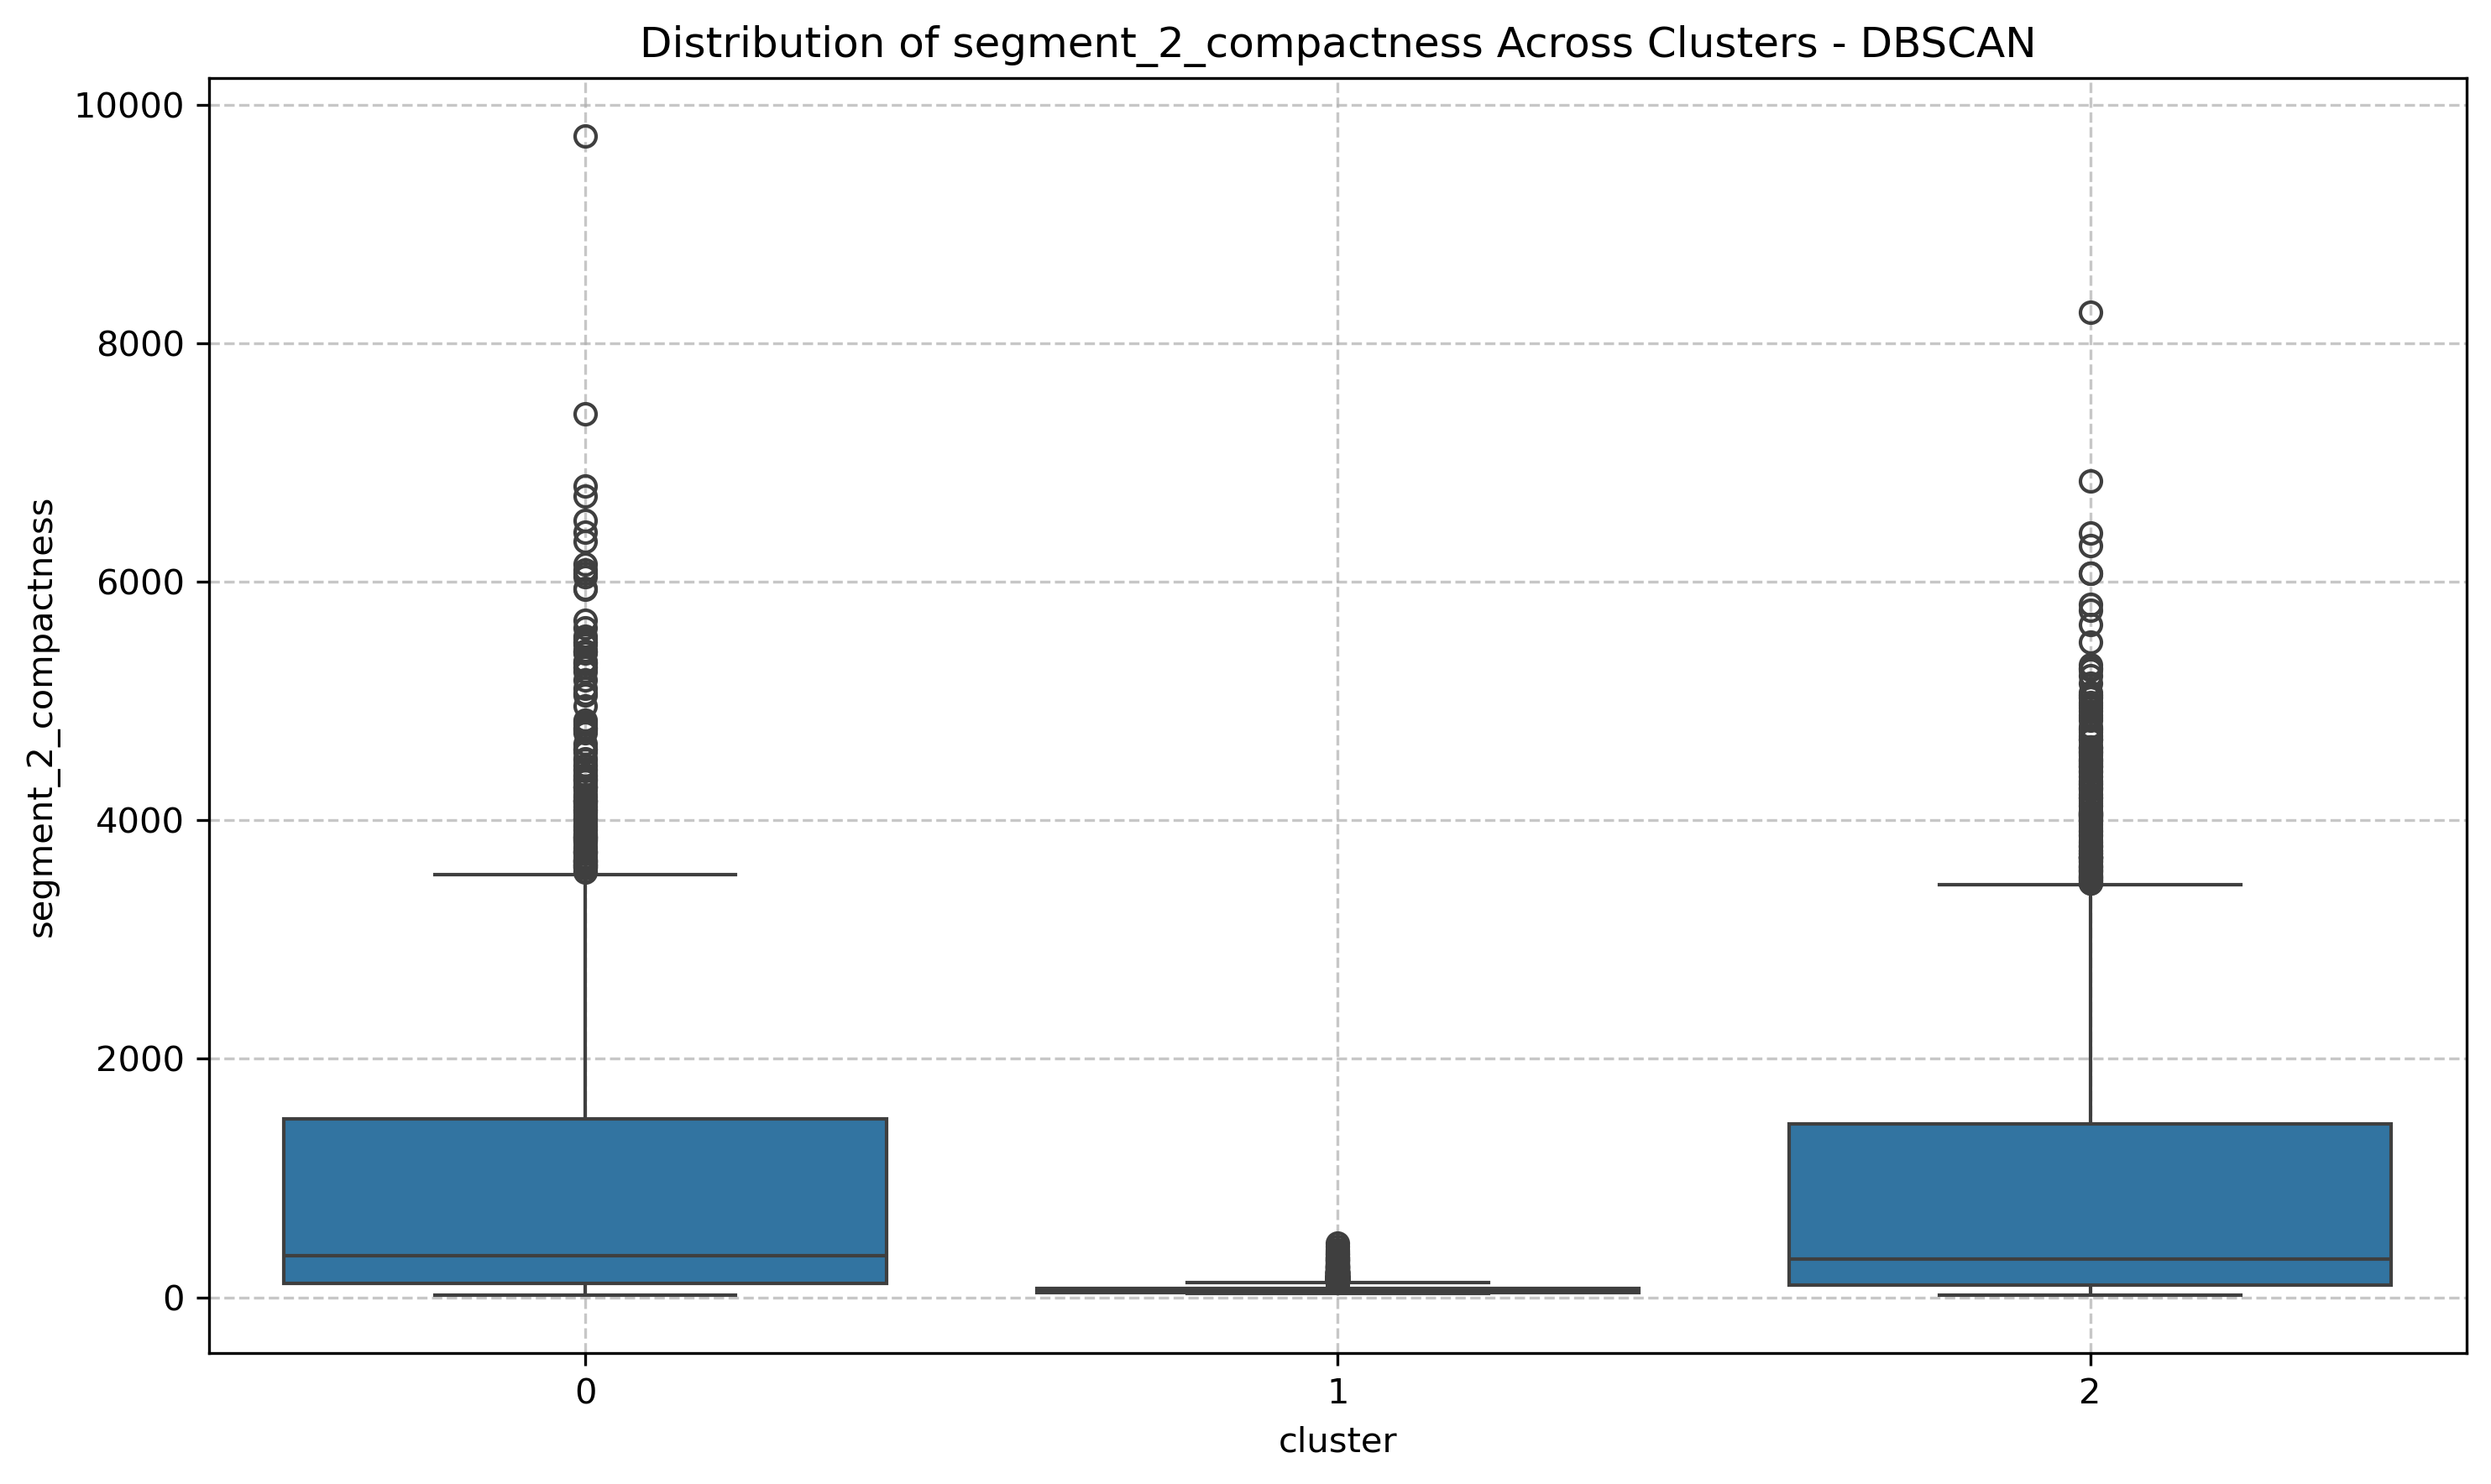 Distribution of segment_2_compactness Across Clusters - DBSCAN
segment_2_compactness
10000
8000
6000
4000
2000
0
0 1 2
cluster